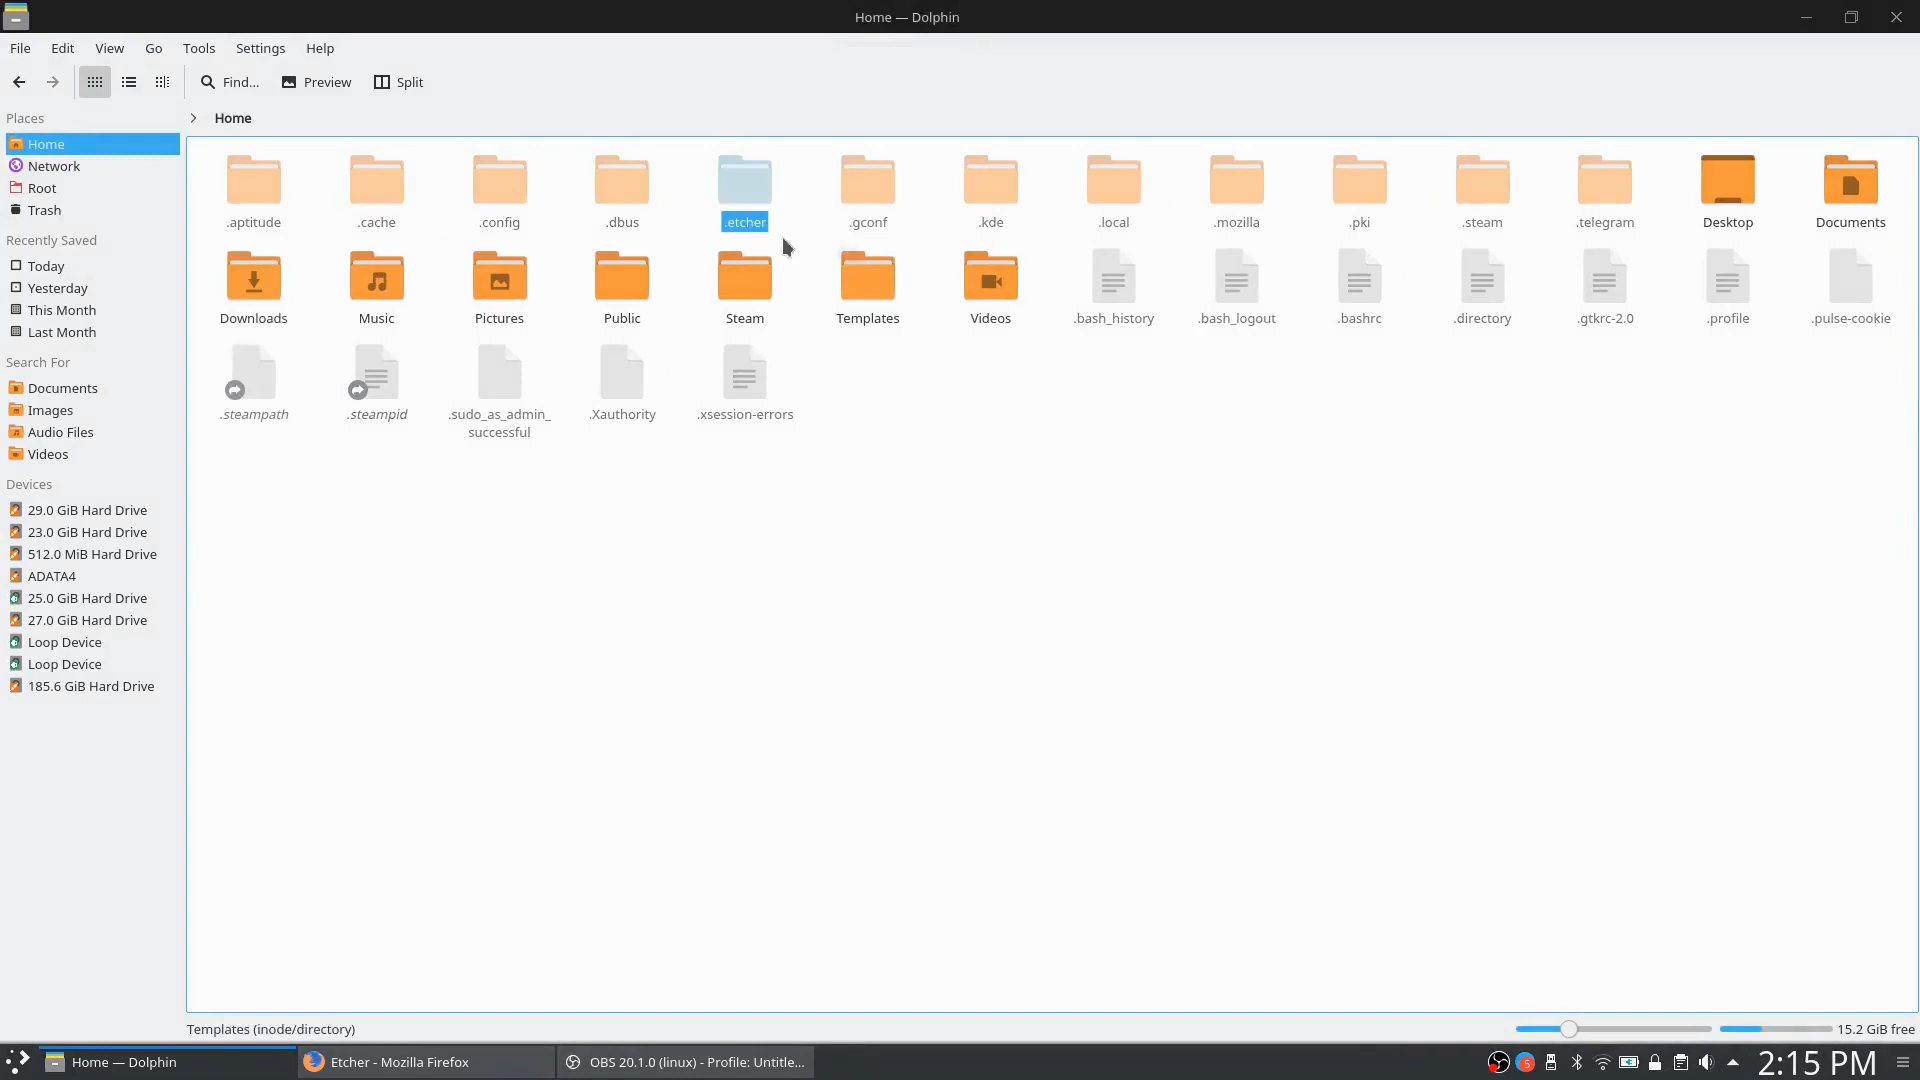 Home — Dolphin
File Edit View Go Tools Settings Help
Find... Preview Split
Places
Home
Network
Root
Trash
Recently Saved
Today
Yesterday
This Month
Last Month
Search For
Documents
Images
Audio Files
Videos
Devices
29.0 GiB Hard Drive
23.0 GiB Hard Drive
512.0 MiB Hard Drive
ADATA4
25.0 GiB Hard Drive
27.0 GiB Hard Drive
Loop Device
Loop Device
185.6 GiB Hard Drive
Home
.aptitude .cache .config .dbus .etcher .gconf .kde .local .mozilla .pki .steam .telegram Desktop Documents
Downloads Music Pictures Public Steam Templates Videos .bash_history .bash_logout .bashrc .directory .gtkrc-2.0 .profile .pulse-cookie
.steampath .steampid .sudo_as_admin_ .Xauthority .xsession-errors
successful
Templates (inode/directory) 15.2 GiB free
Home — Dolphin Etcher - Mozilla Firefox OBS 20.1.0 (linux) - Profile: Untitle... 5 2:15 PM